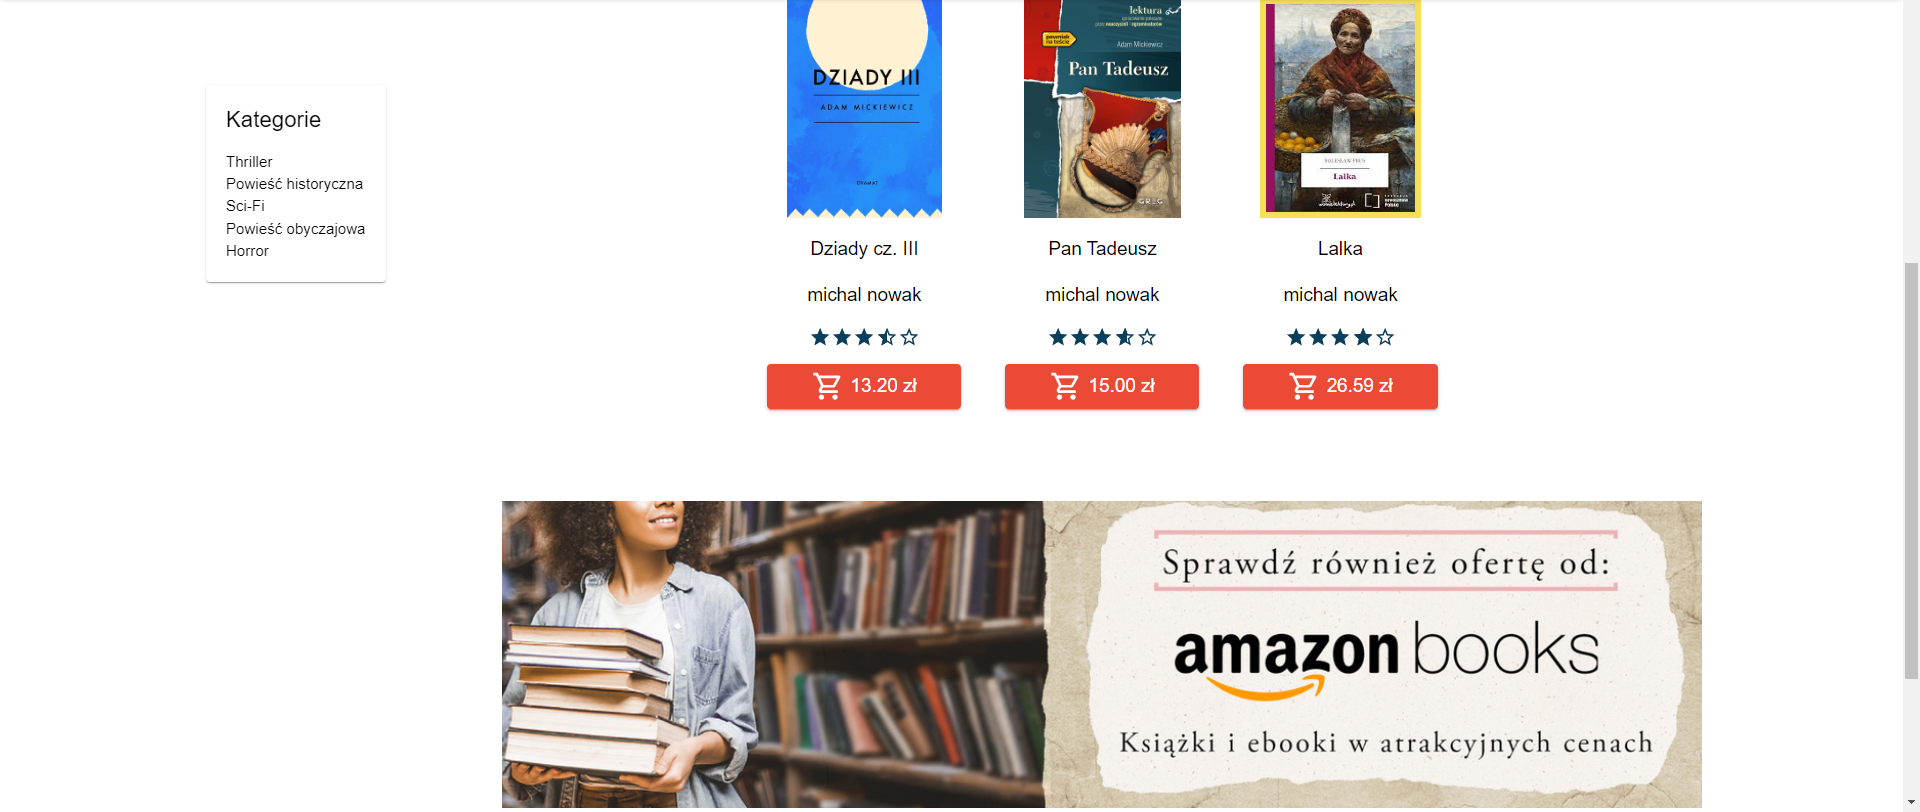 Kategorie
Thriller
Powieść historyczna
Sci-Fi
Powieść obyczajowa
Horror
DZIADY III
ADAM MICKIEWICZ
DRAMAT
lektura
Adam Mickiewicz
Pan Tadeusz
GREG
BOLESŁAW PRUS
Lalka
Dziady cz. III
Pan Tadeusz
Lalka
michal nowak
michal nowak
michal nowak
13.20 zł
15.00 zł
26.59 zł
Sprawdź również ofertę od:
amazon books
Książki i ebooki w atrakcyjnych cenach